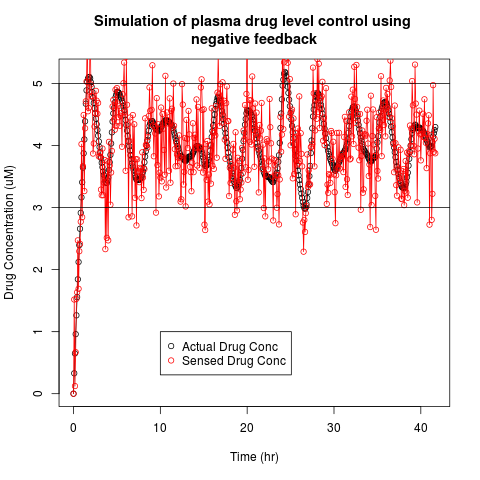 Simulation of plasma drug level control using
negative feedback
Drug Concentration (uM)
5
4
3
2
1
0
Actual Drug Conc
Sensed Drug Conc
0
10
20
30
40
Time (hr)